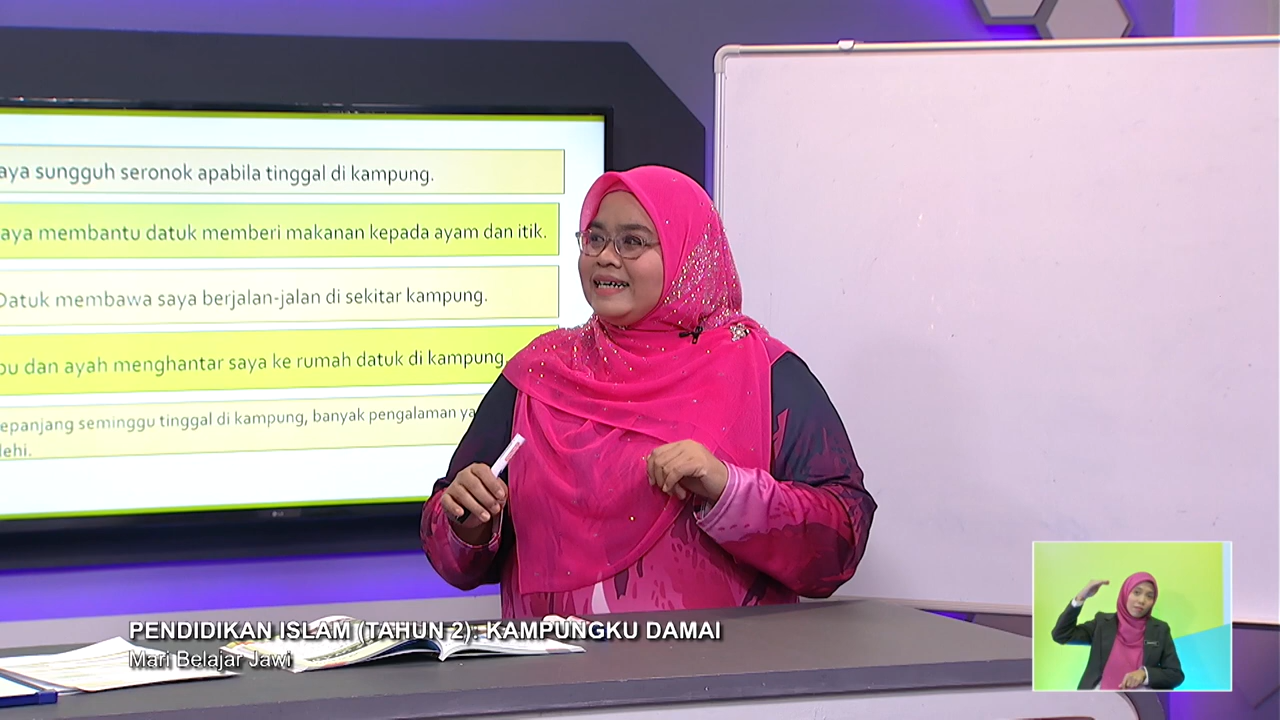 aya sungguh seronok apabila tinggal di kampung.
aya membantu datuk memberi makanan kepada ayam dan itik.
Datuk membawa saya berjalan-jalan di sekitar kampung.
bu dan ayah menghantar saya ke rumah datuk di kampung.
epanjang seminggu tinggal di kampung, banyak pengalaman ya
lehi.
LG
PENDIDIKAN ISLAM (TAHUN 2): KAMPUNGKU DAMAI
Mari Belajar Jawi